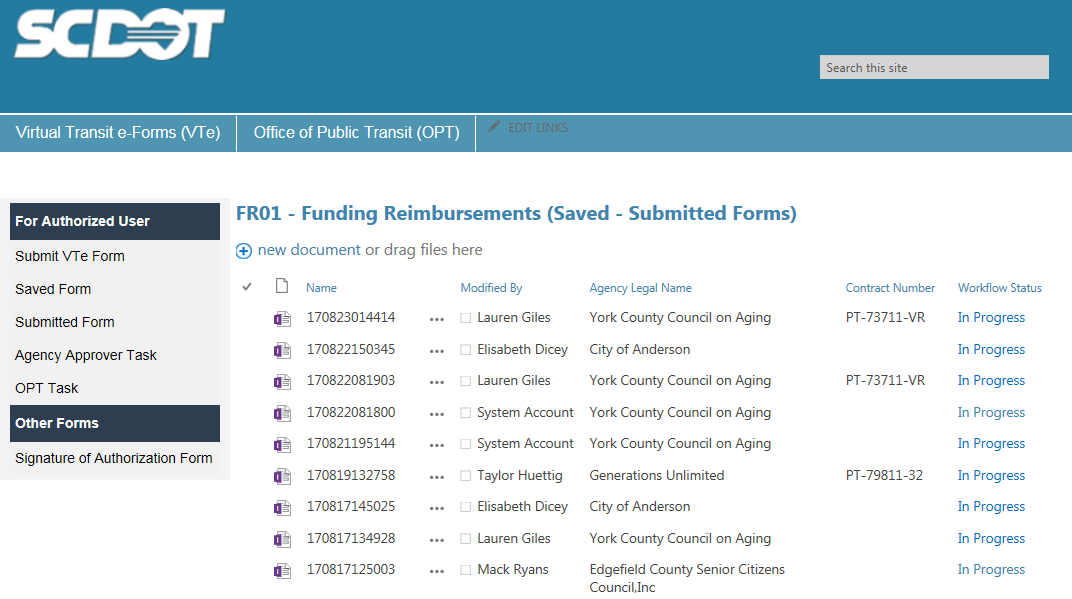 SCDOT
Search this site
Virtual Transit e-Forms (VTe) Office of Public Transit (OPT) EDIT LINKS
For Authorized User
Submit VTe Form
Saved Form
Submitted Form
Agency Approver Task
OPT Task
Other Forms
Signature of Authorization Form
FR01 - Funding Reimbursements (Saved - Submitted Forms)
new document or drag files here
Name Modified By Agency Legal Name Contract Number Workflow Status
170823014414 ... Lauren Giles York County Council on Aging PT-73711-VR In Progress
170822150345 ... Elisabeth Dicey City of Anderson In Progress
170822081903 ... Lauren Giles York County Council on Aging PT-73711-VR In Progress
170822081800 ... System Account York County Council on Aging In Progress
170821195144 ... System Account York County Council on Aging In Progress
170819132758 ... Taylor Huettig Generations Unlimited PT-79811-32 In Progress
170817145025 ... Elisabeth Dicey City of Anderson In Progress
170817134928 ... Lauren Giles York County Council on Aging In Progress
170817125003 ... Mack Ryans Edgefield County Senior Citizens In Progress
Council,Inc